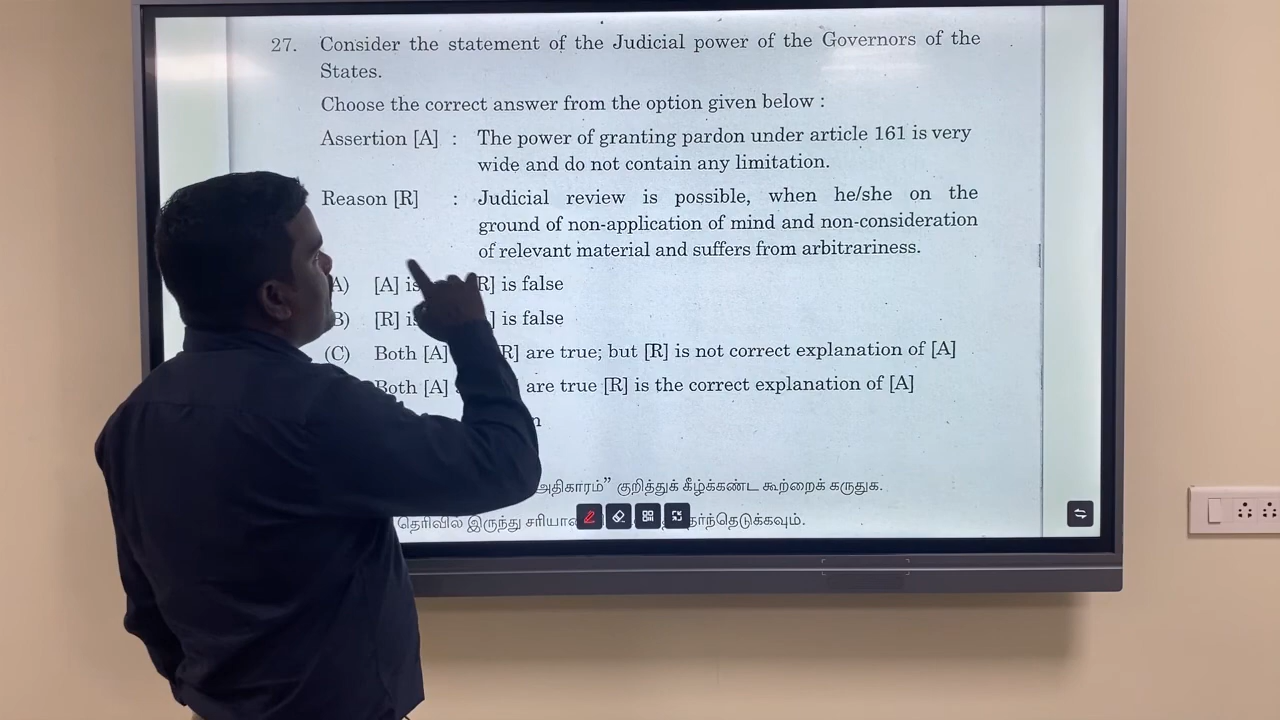 27. Consider the statement of the Judicial power of the Governors of the
States.
Choose the correct answer from the option given below :
Assertion [A] : The power of granting pardon under article 161 is very
wide and do not contain any limitation.
Reason [R] : Judicial review is possible, when he/she on the
ground of non-application of mind and non-consideration
of relevant material and suffers from arbitrariness.
A) [A] is R] is false
B) [R] is ] is false
(C) Both [A] R] are true; but [R] is not correct explanation of [A]
Both [A] are true [R] is the correct explanation of [A]
அதிகாரம்” குறித்துக் கீழ்க்கண்ட கூற்றைக் கருதுக.
இருந்து